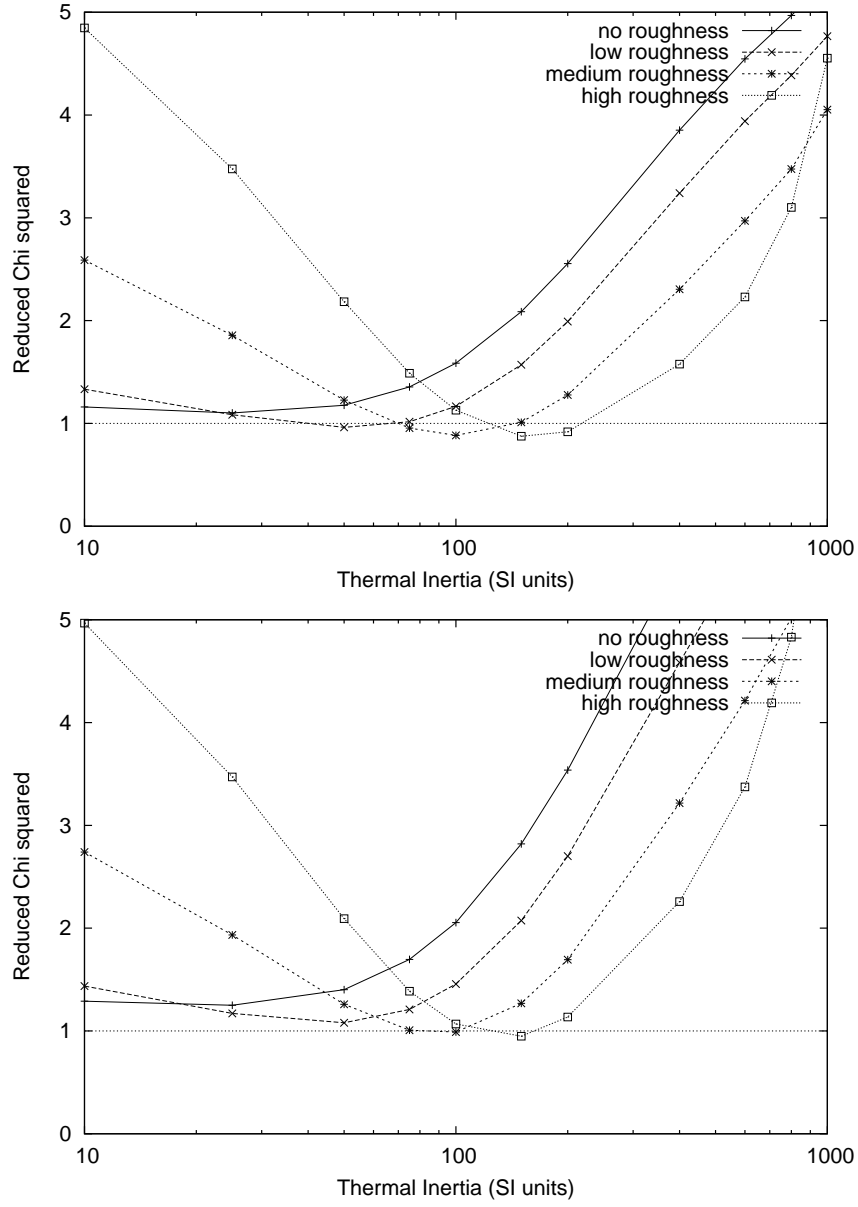 5
4
3
2
1
0
Reduced Chi squared
10
100
1000
Thermal Inertia (SI units)
no roughness
low roughness
medium roughness
high roughness
5
4
3
2
1
0
Reduced Chi squared
10
100
1000
Thermal Inertia (SI units)
no roughness
low roughness
medium roughness
high roughness